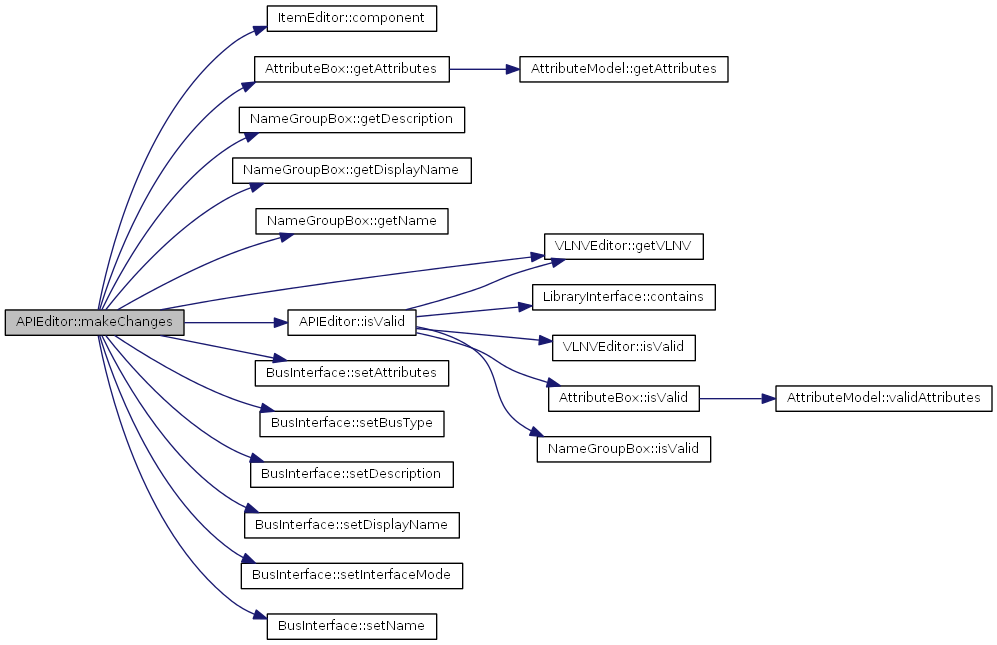 ItemEditor::component
AttributeBox::getAttributes
AttributeModel::getAttributes
NameGroupBox::getDescription
NameGroupBox::getDisplayName
NameGroupBox::getName
VLNVEditor::getVLNV
LibraryInterface::contains
APIEditor::makeChanges
APIEditor::isValid
VLNVEditor::isValid
BusInterface::setAttributes
AttributeBox::isValid
AttributeModel::validAttributes
BusInterface::setBusType
NameGroupBox::isValid
BusInterface::setDescription
BusInterface::setDisplayName
BusInterface::setInterfaceMode
BusInterface::setName